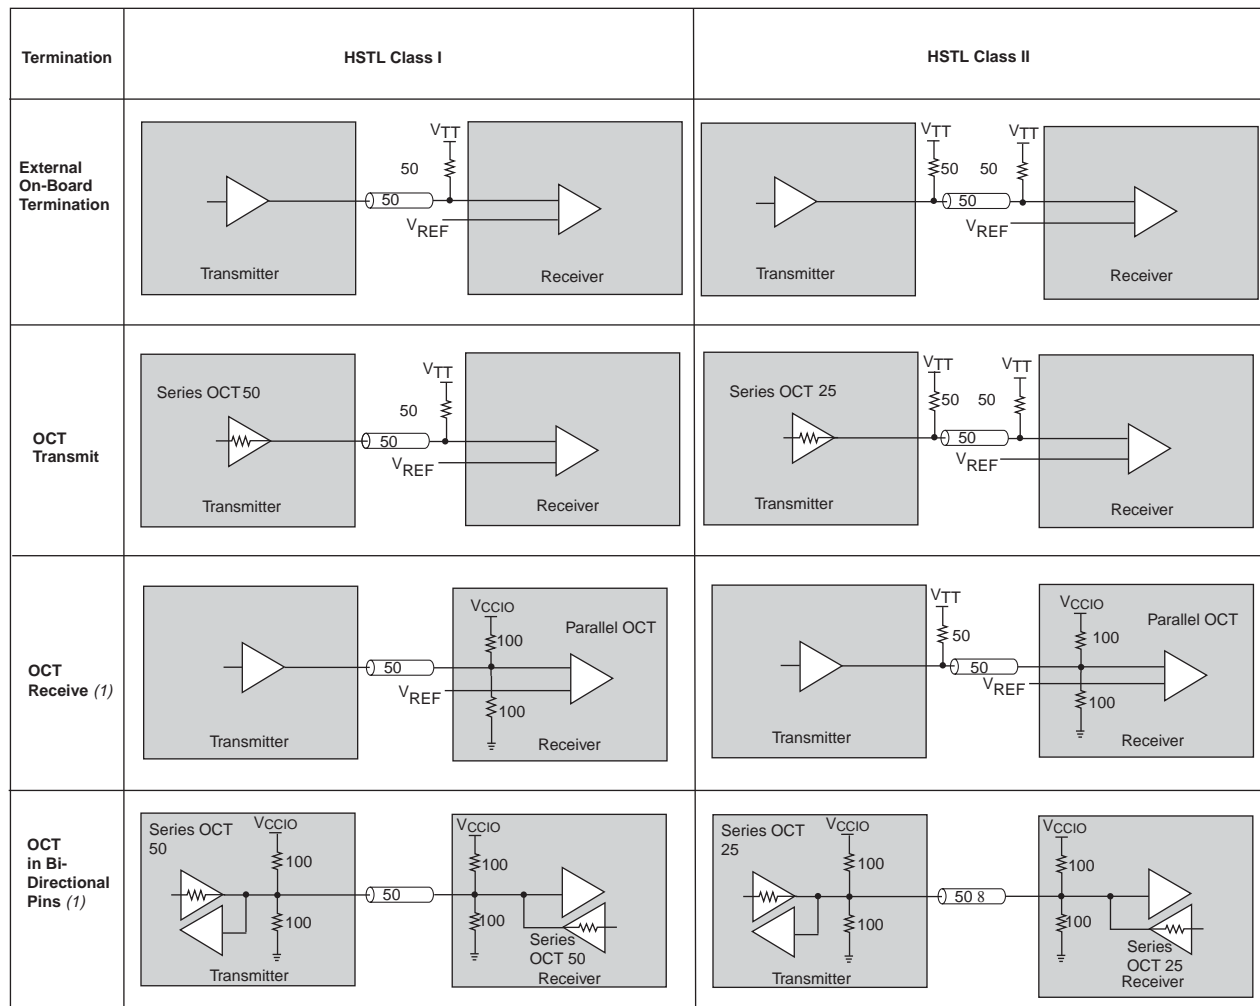 Termination
HSTL Class I
HSTL Class II
External
On-Board
Termination
VTT
50
50
VREF
Transmitter
Receiver
VTT
VTT
50
50
50
VREF
Transmitter
Receiver
OCT
Transmit
Series OCT 50
VTT
50
50
VREF
Transmitter
Receiver
Series OCT 25
VTT
VTT
50
50
50
VREF
Transmitter
Receiver
OCT
Receive (1)
VCCIO
100
Parallel OCT
50
VREF
100
Transmitter
Receiver
VTT
50
VCCIO
100
Parallel OCT
50
VREF
100
Transmitter
Receiver
OCT
in Bi-
Directional
Pins (1)
Series OCT
50
VCCIO
100
100
Transmitter
50
VCCIO
100
100
Series
OCT 50
Receiver
Series OCT
25
VCCIO
100
100
Transmitter
50 8
VCCIO
100
100
Series
OCT 25
Receiver